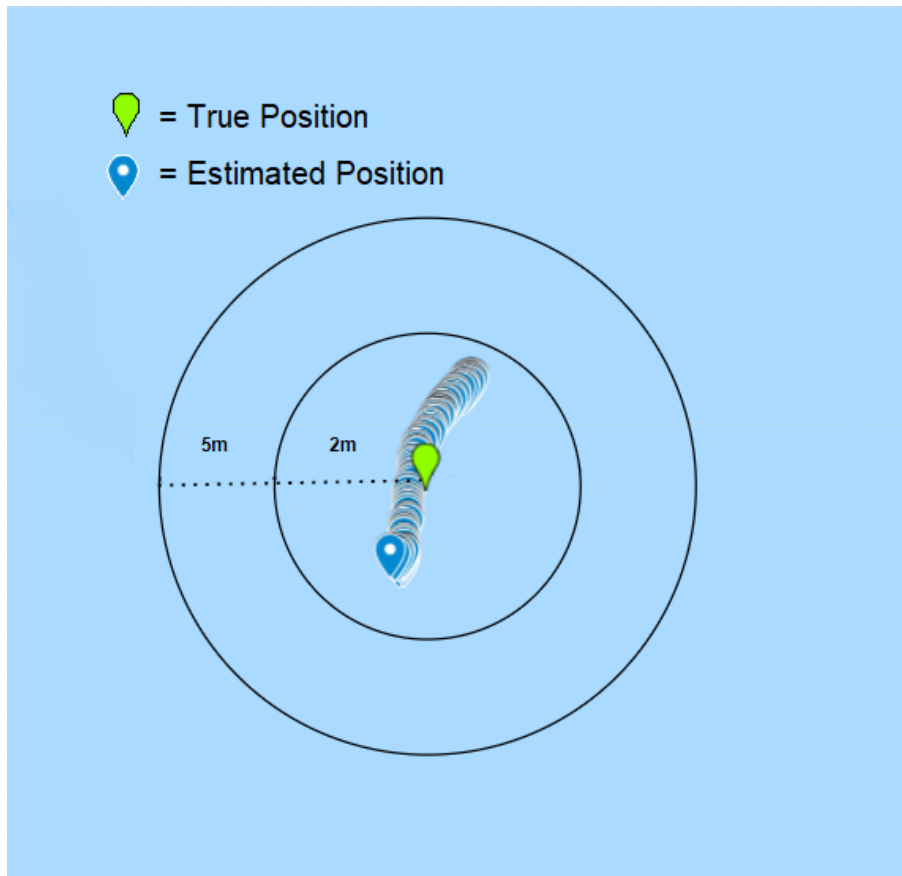 = True Position
= Estimated Position
5m
2m